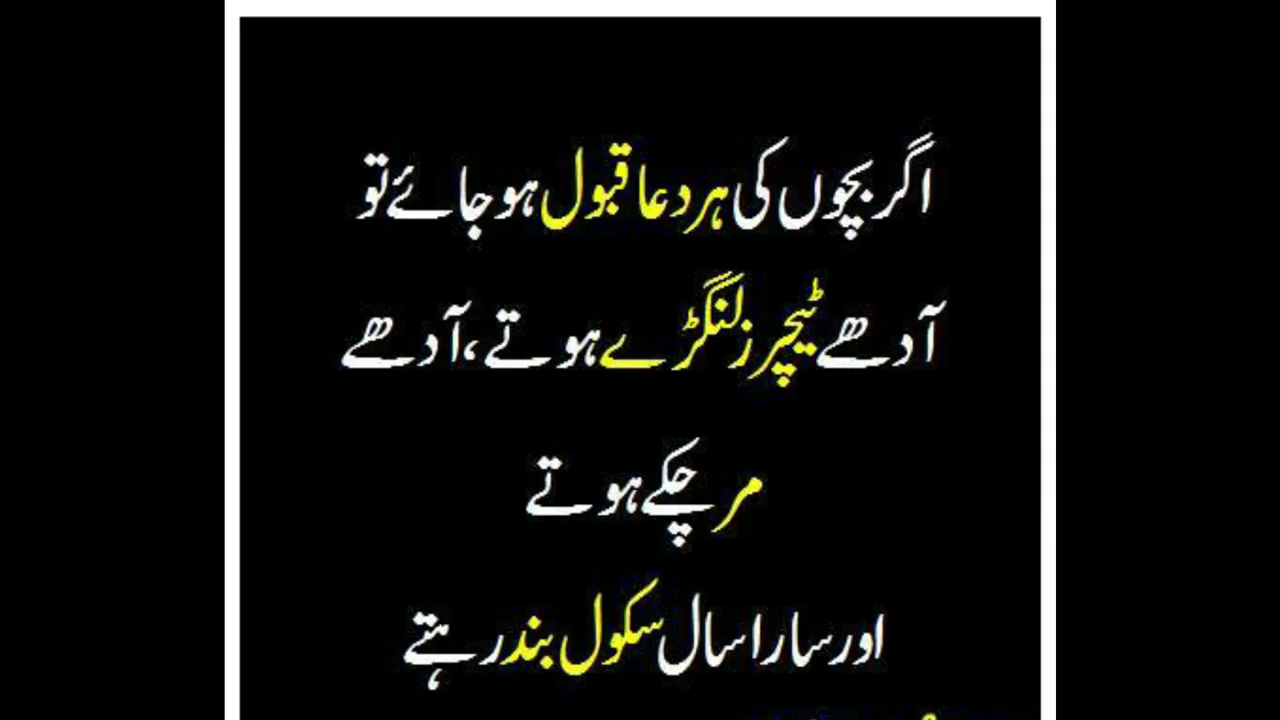 اگر بچوں کی ہر دعا قبول ہو جائے تو
آدھے ٹیچرز لنگڑے ہوتے ،آدھے
مر چکے ہوتے
اور سارا سال سکول بند رہتے